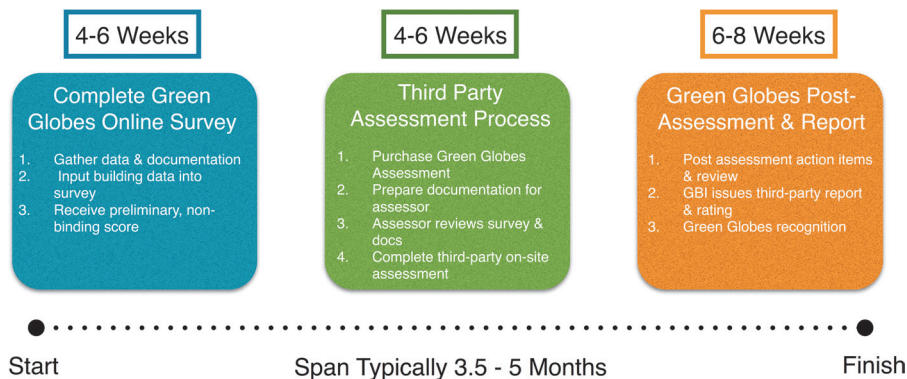 4-6 Weeks
Complete Green
Globes Online Survey
1. Gather data & documentation
2. Input building data into
survey
3. Receive preliminary, non-
binding score
4-6 Weeks
Third Party
Assessment Process
1. Purchase Green Globes
Assessment
2. Prepare documentation for
assessor
3. Assessor reviews survey &
docs
4. Complete third-party on-site
assessment
6-8 Weeks
Green Globes Post-
Assessment & Report
1. Post assessment action items
& review
2. GBI issues third-party report
& rating
3. Green Globes recognition
Start
Span Typically 3.5 - 5 Months
Finish